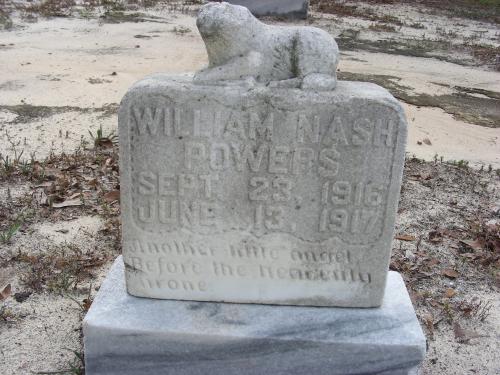 WILLIAM NASH
POWERS
SEPT. 23, 1916
JUNE 13, 1917
Another little angel
Before the heavenly
throne